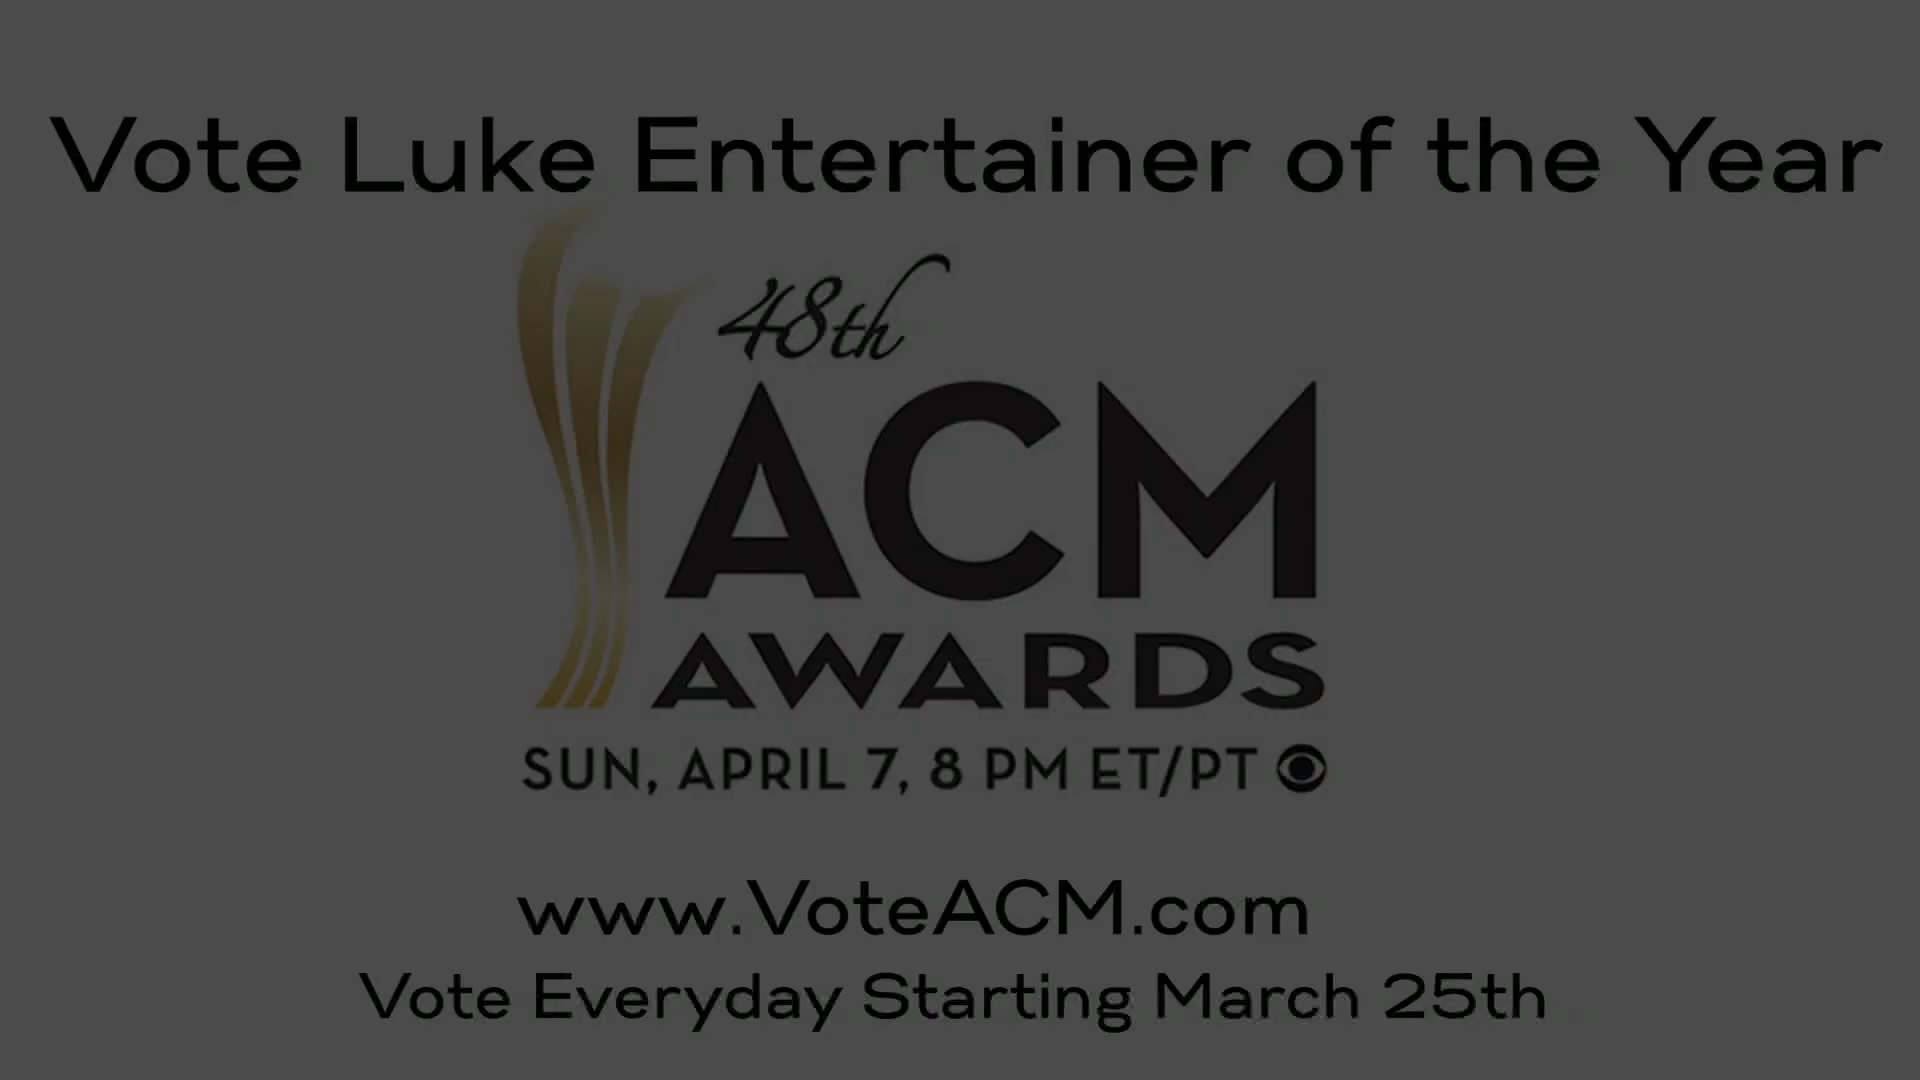 Vote Luke Entertainer of the Year
48th
ACM
AWARDS
SUN, APRIL 7, 8 PM ET/PT
www.VoteACM.com
Vote Everyday Starting March 25th